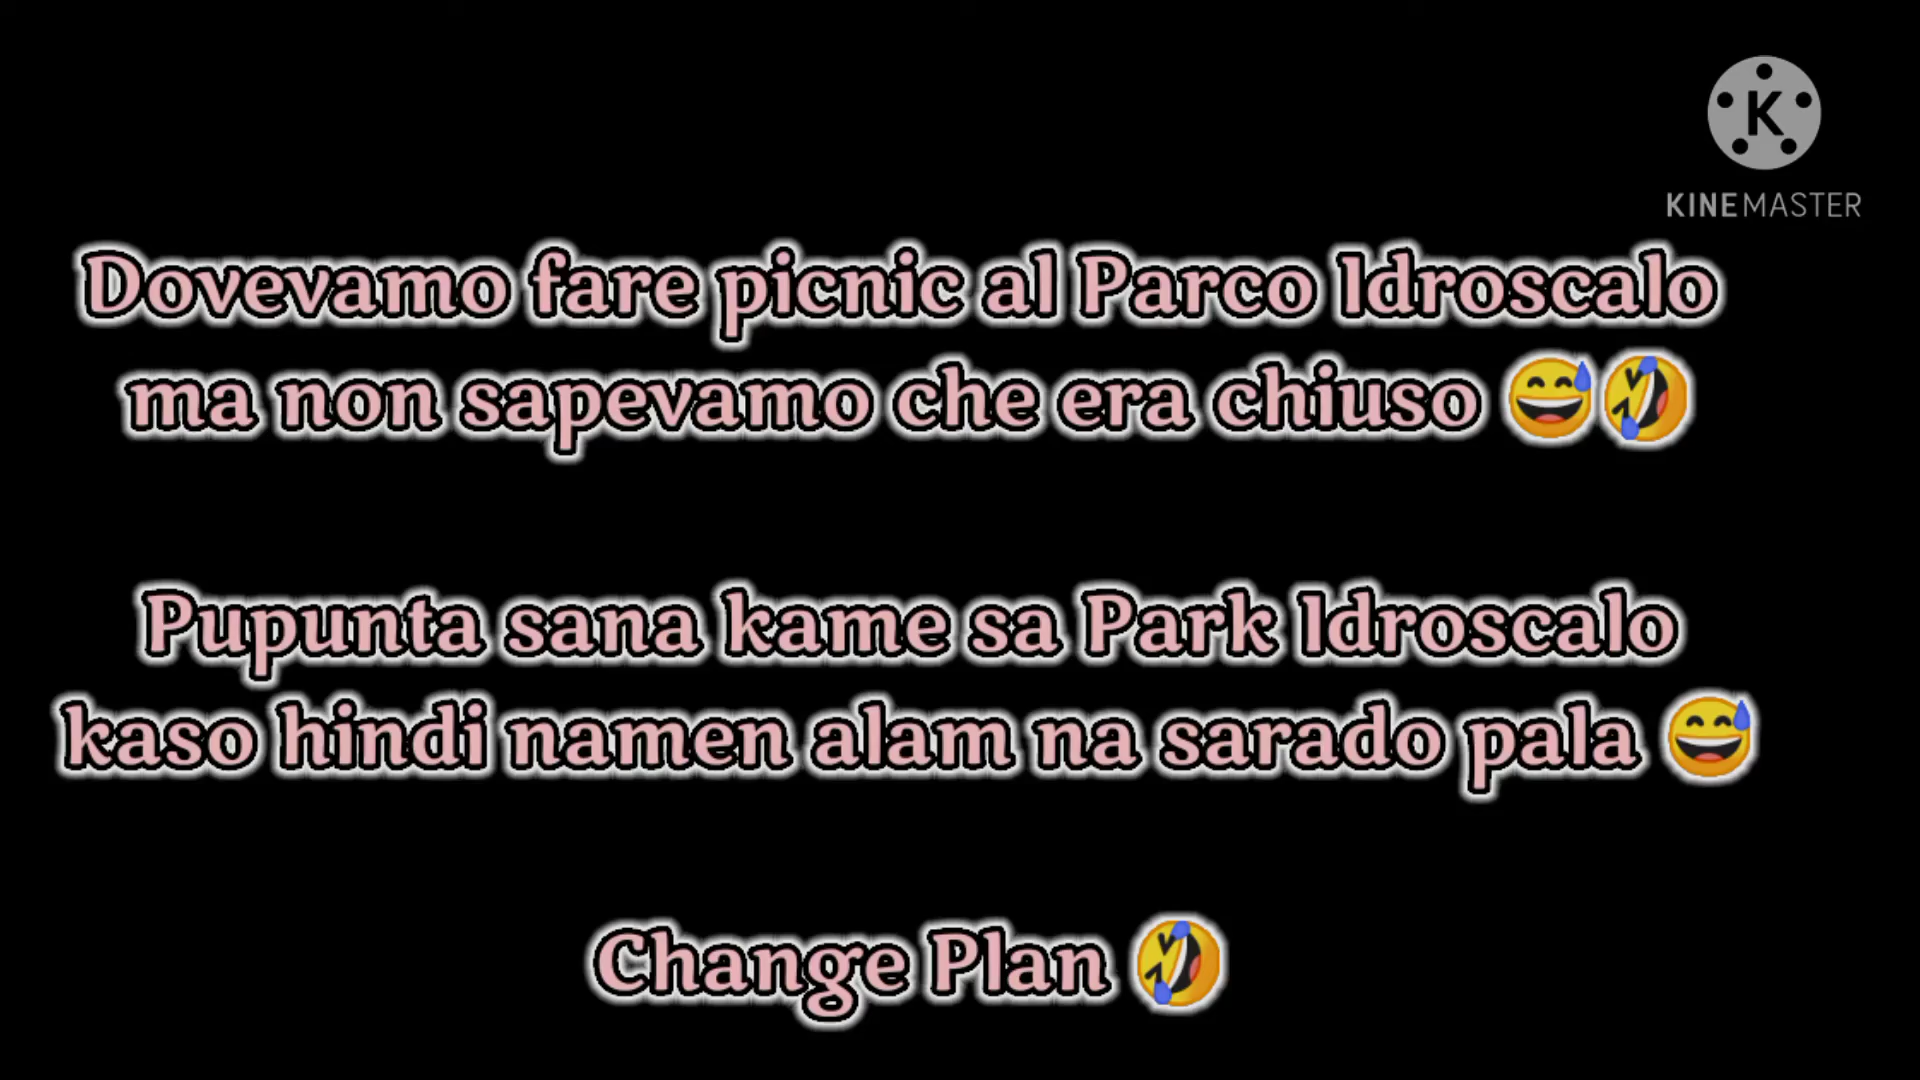 K
KINEMASTER
Dovevamo fare picnic al Parco Idroscalo
ma non sapevamo che era chiuso 😅🤣
Pupunta sana kame sa Park Idroscalo
kaso hindi namen alam na sarado pala 😅
Change Plan 🤣